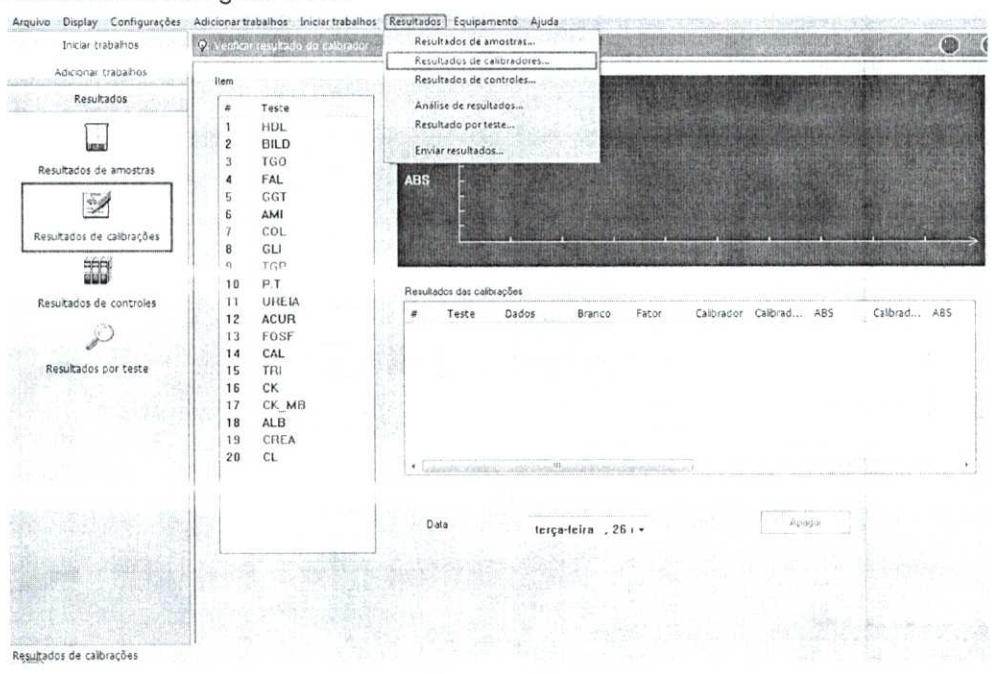 Arquivo Display Configurações Adicionar trabalhos Iniciar trabalhos Resultados Equipamento Ajuda
Iniciar trabalhos
Adicionar trabalhos
Resultados
Resultados de amostras
Resultados de calibrações
Resultados de controles
Resultados por teste
Verificar resultado do calibrador
Resultados de amostras...
Resultados de calibradores...
Resultados de controles...
Análise de resultados...
Resultado por teste...
Enviar resultados...
Item
# Teste
1 HDL
2 BILD
3 TGO
4 FAL
5 GGT
6 AMI
7 COL
8 GLI
9 TGP
10 P.T
11 UREIA
12 ACUR
13 FOSF
14 CAL
15 TRI
16 CK
17 CK_MB
18 ALB
19 CREA
20 CL
ABS
Resultados das calibrações
# Teste Dados Branco Fator Calibrador Calibrad... ABS Calibrad... ABS
Data terça-feira , 26 Apagar
Resultados de calibrações